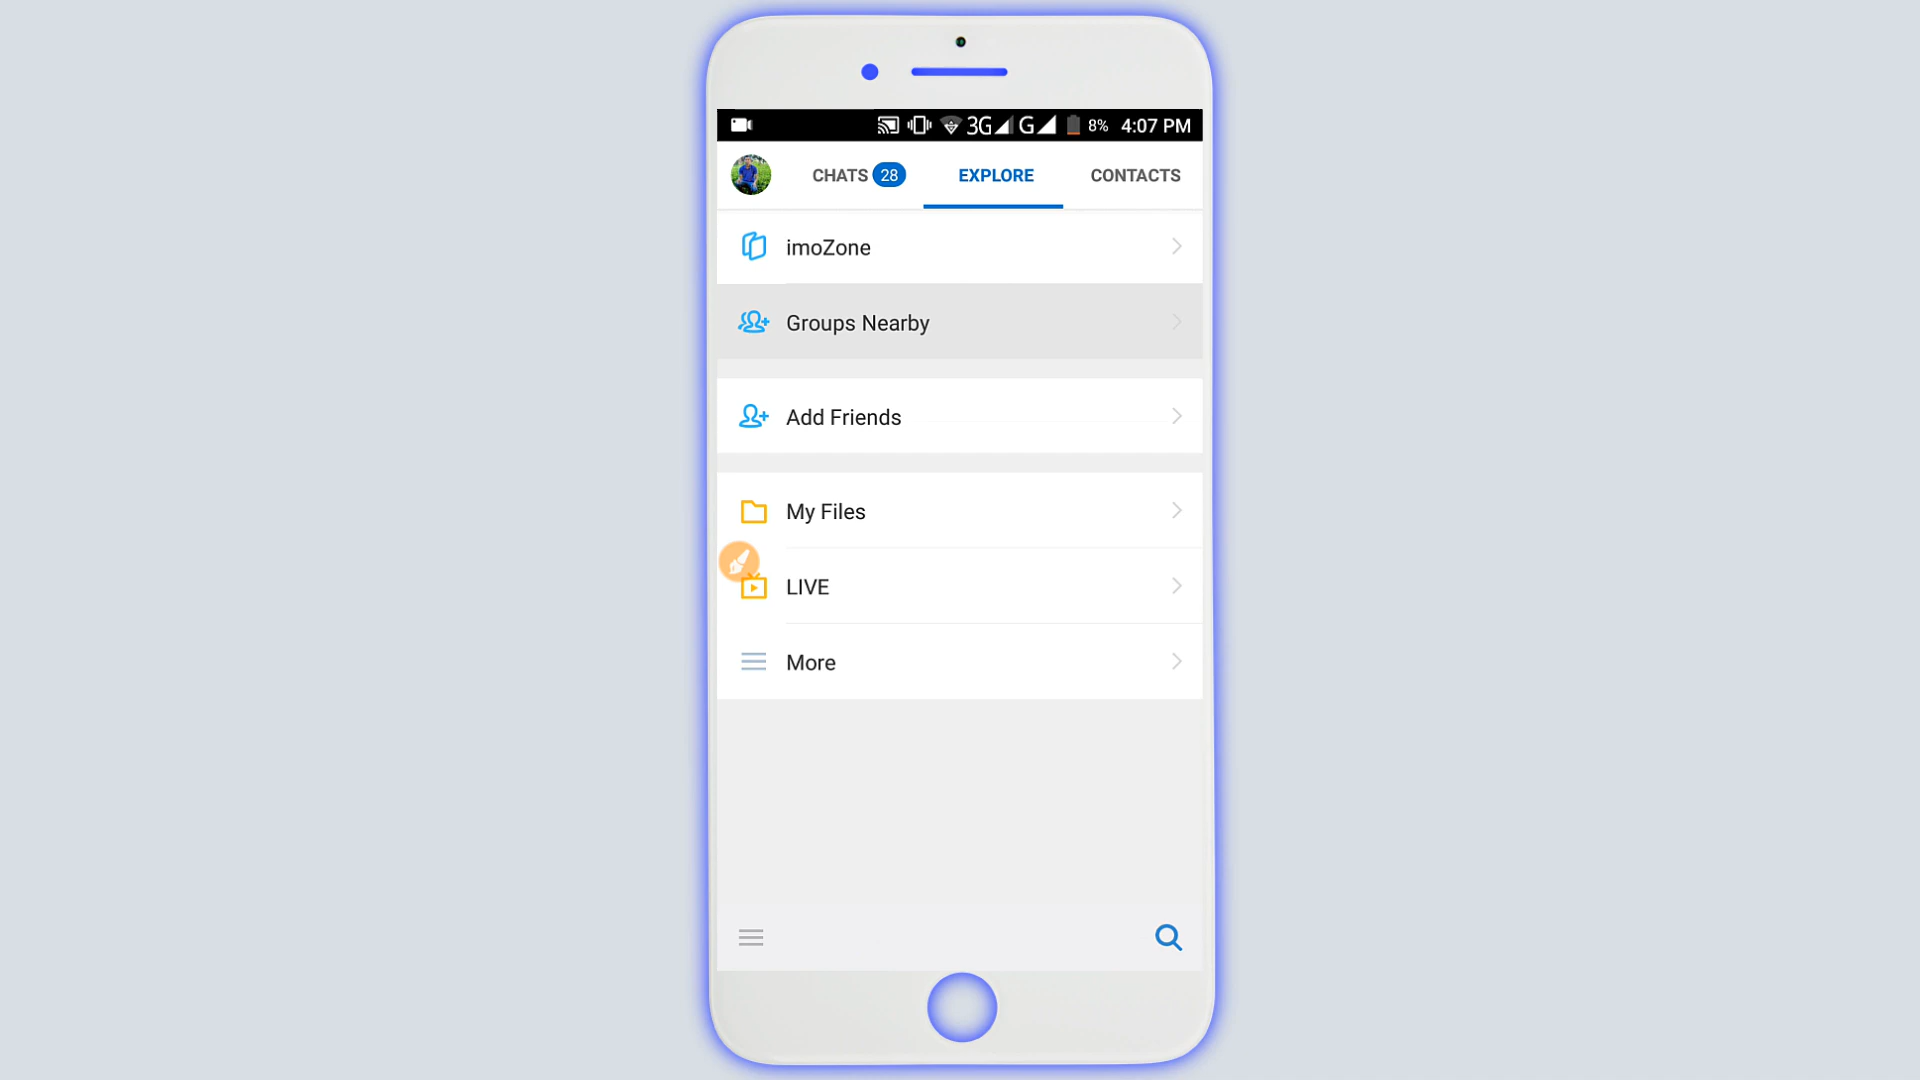 3G G 8% 4:07 PM
CHATS 28 EXPLORE CONTACTS
imoZone
Groups Nearby
Add Friends
My Files
LIVE
More